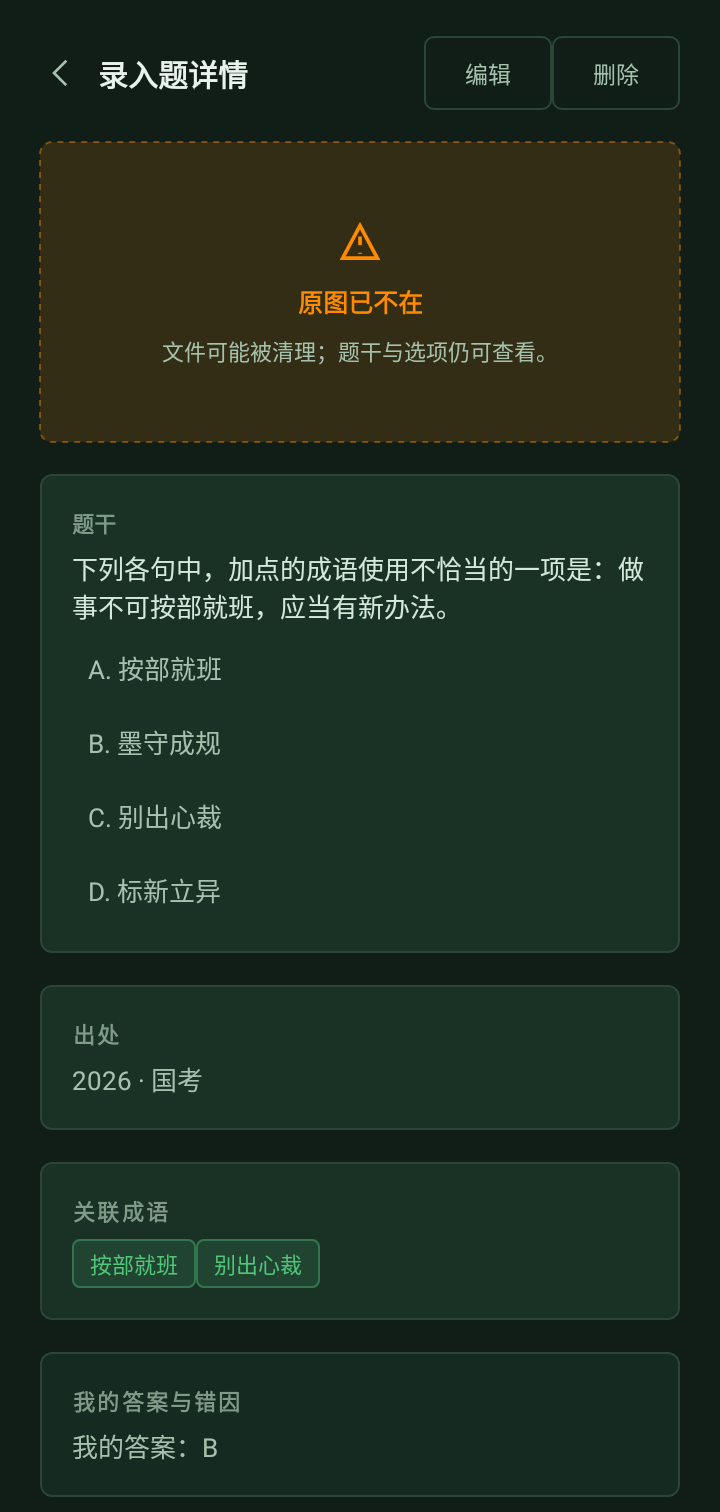 录入题详情
编辑
删除
原图已不在
文件可能被清理；题干与选项仍可查看。
题干
下列各句中，加点的成语使用不恰当的一项是：做
事不可按部就班，应当有新办法。
A. 按部就班
B. 墨守成规
C. 别出心裁
D. 标新立异
出处
2026 · 国考
关联成语
按部就班
别出心裁
我的答案与错因
我的答案：B